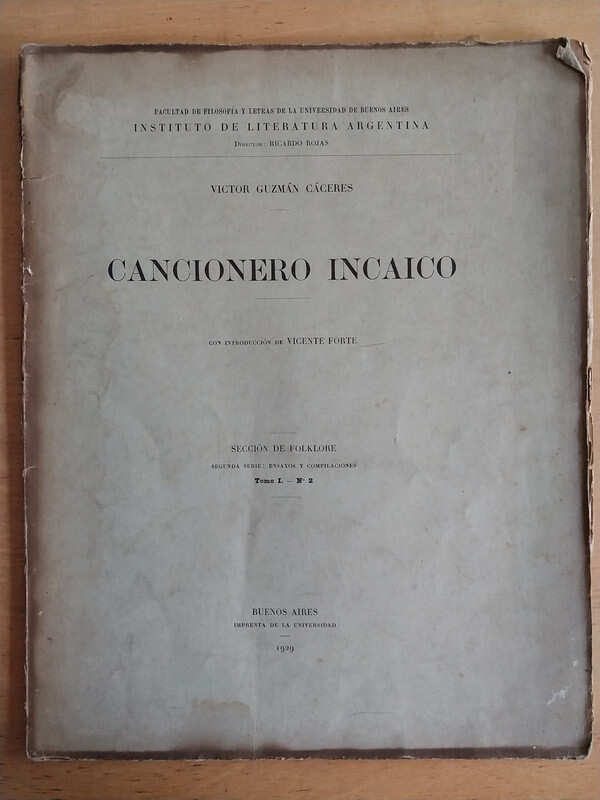 FACULTAD DE FILOSOFÍA Y LETRAS DE LA UNIVERSIDAD DE BUENOS AIRES
INSTITUTO DE LITERATURA ARGENTINA
DIRECTOR: RICARDO ROJAS
VICTOR GUZMÁN CÁCERES
CANCIONERO INCAICO
CON INTRODUCCIÓN DE VICENTE FORTE
SECCIÓN DE FOLKLORE
SEGUNDA SERIE: ENSAYOS Y COMPILACIONES
Tomo I. — Nº 2
BUENOS AIRES
IMPRENTA DE LA UNIVERSIDAD
1929